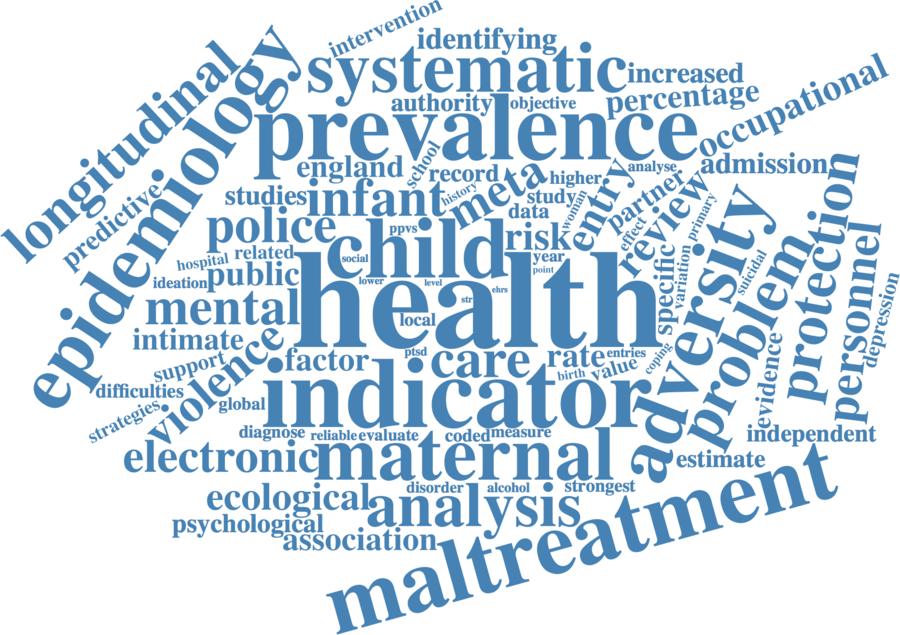 intervention
identifying
systematic
increased
longitudinal
epidemiology
authority
objective
percentage
occupational
prevalence
england
school
record
meta
higher
analyse
admission
predictive
studies
infant
history
study
data
woman
entry
partner
review
primary
police
ppvs
child
risk
effect
hospital
related
social
year
point
specific
variation
adversity
suicidal
problem
protection
personnel
depression
ideation
public
lower
level
health
ehrs
str
mental
local
intimate
violence
support
factor
ptsd
care
rate
entries
birth
value
coping
evidence
difficulties
strategies
global
indicator
diagnose
reliable
evaluate
coded
measure
independent
electronic
maternal
estimate
ecological
disorder
alcohol
strongest
psychological
analysis
association
maltreatment